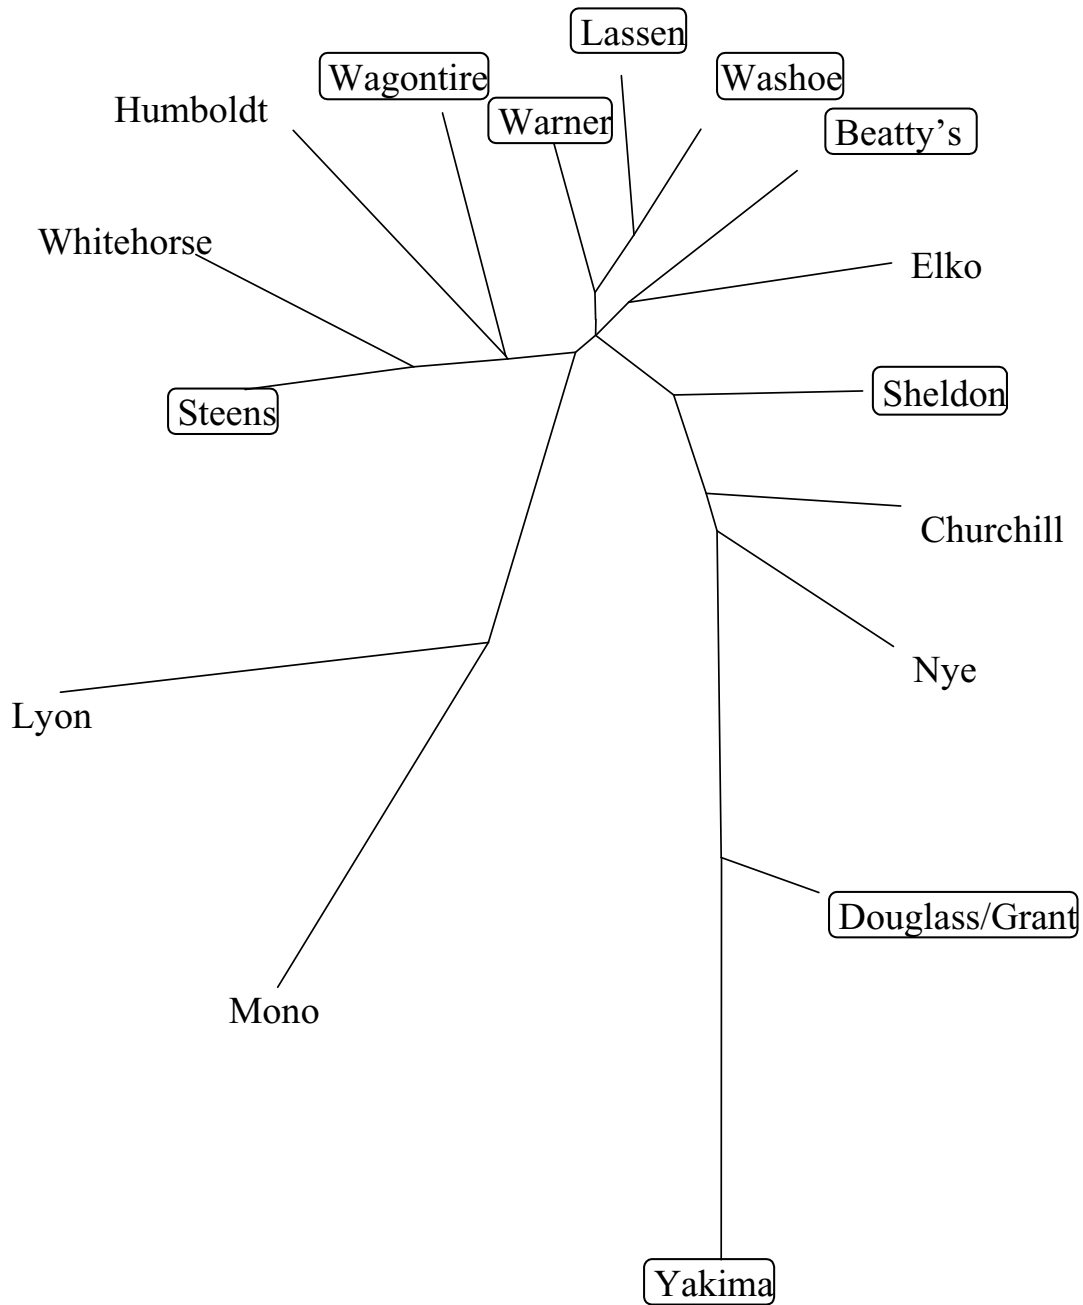 Lassen
Wagontire
Washoe
Humboldt
Warner
Beatty’s
Whitehorse
Elko
Steens
Sheldon
Churchill
Nye
Lyon
Douglass/Grant
Mono
Yakima